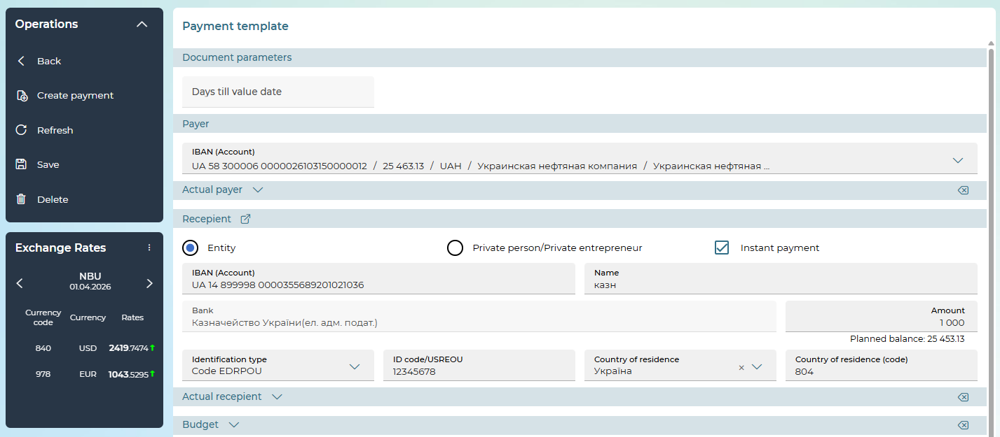 Operations
Back
Create payment
Refresh
Save
Delete
Exchange Rates
NBU
01.04.2026
Currency code Currency Rates
840 USD 2419.7474
978 EUR 1043.5295
Payment template
Document parameters
Days till value date
Payer
IBAN (Account)
UA 58 300006 0000026103150000012 / 25 463.13 / UAH / Украинская нефтяная компания / Украинская нефтяная ...
Actual payer
Recepient
Entity Private person/Private entrepreneur Instant payment
IBAN (Account) Name
UA 14 899998 0000355689201021036 казн
Bank Amount
Казначейство України(ел. адм. подат.) 1 000
Planned balance: 25 453.13
Identification type ID code/USREOU Country of residence Country of residence (code)
Code EDRPOU 12345678 Україна 804
Actual recepient
Budget